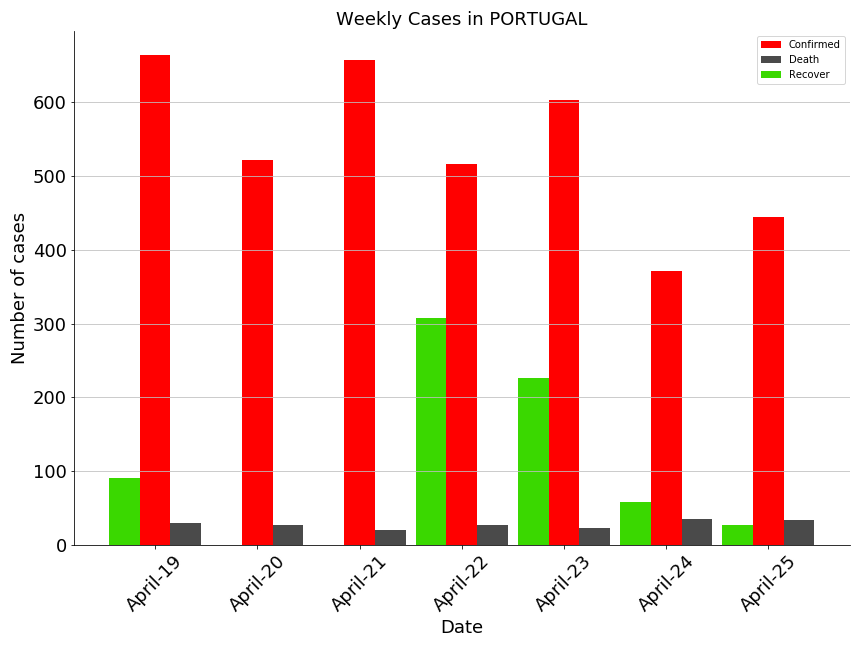 Weekly Cases in PORTUGAL
Confirmed
Death
Recover
Number of cases
600
500
400
300
200
100
0
April-19
April-20
April-21
April-22
April-23
April-24
April-25
Date